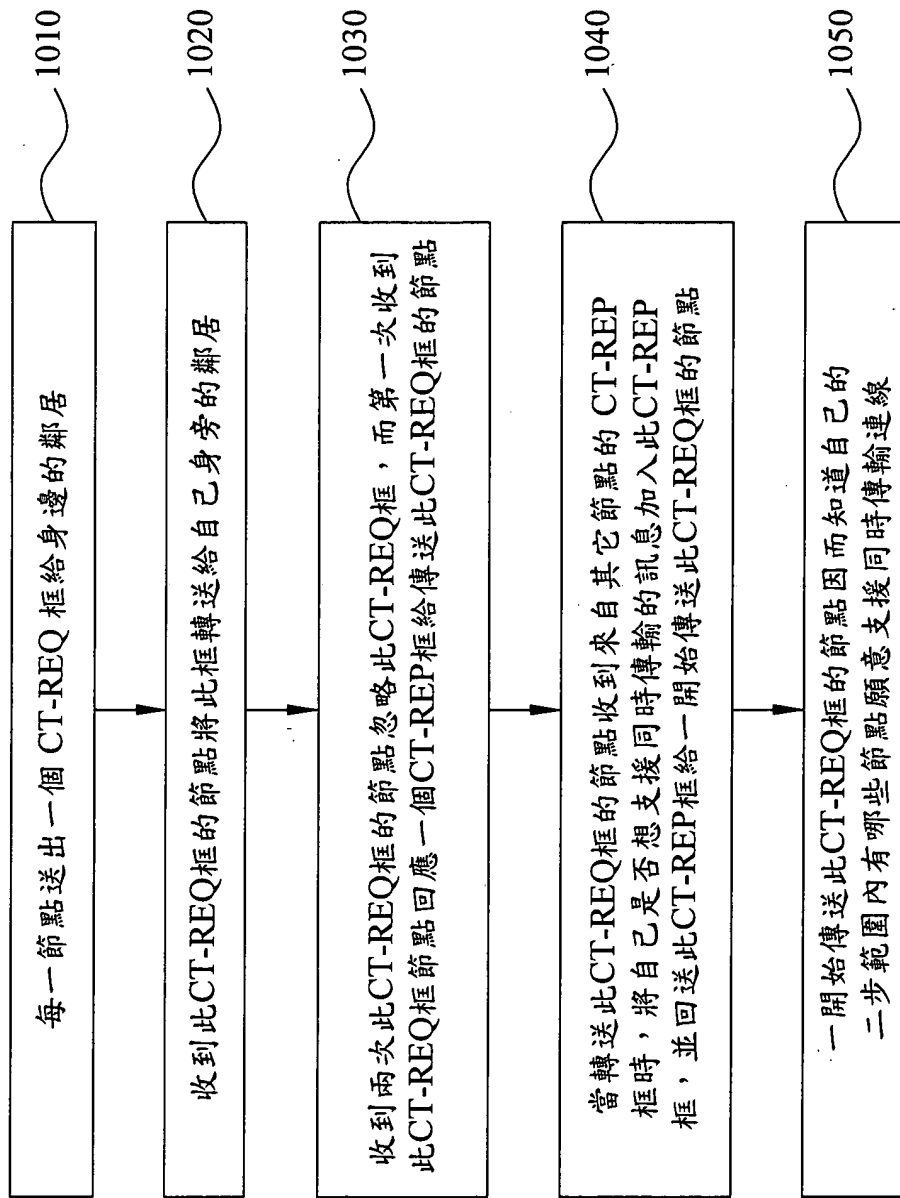 每一節點送出一個 CT-REQ 框給身邊的鄰居
1010
收到此CT-REQ框的節點將此框轉送給自己身旁的鄰居
1020
收到兩次此CT-REQ框的節點忽略此CT-REQ框，而第一次收到
此CT-REQ框節點回應一個CT-REP框給傳送此CT-REQ框的節點
1030
當轉送此CT-REQ框的節點收到來自其它節點的 CT-REP
框時，將自己是否想支援同時傳輸的訊息加入此CT-REP
框，並回送此CT-REP框給一開始傳送此CT-REQ框的節點
1040
一開始傳送此CT-REQ框的節點因而知道自己的
二步範圍內有哪些節點願意支援同時傳輸連線
1050